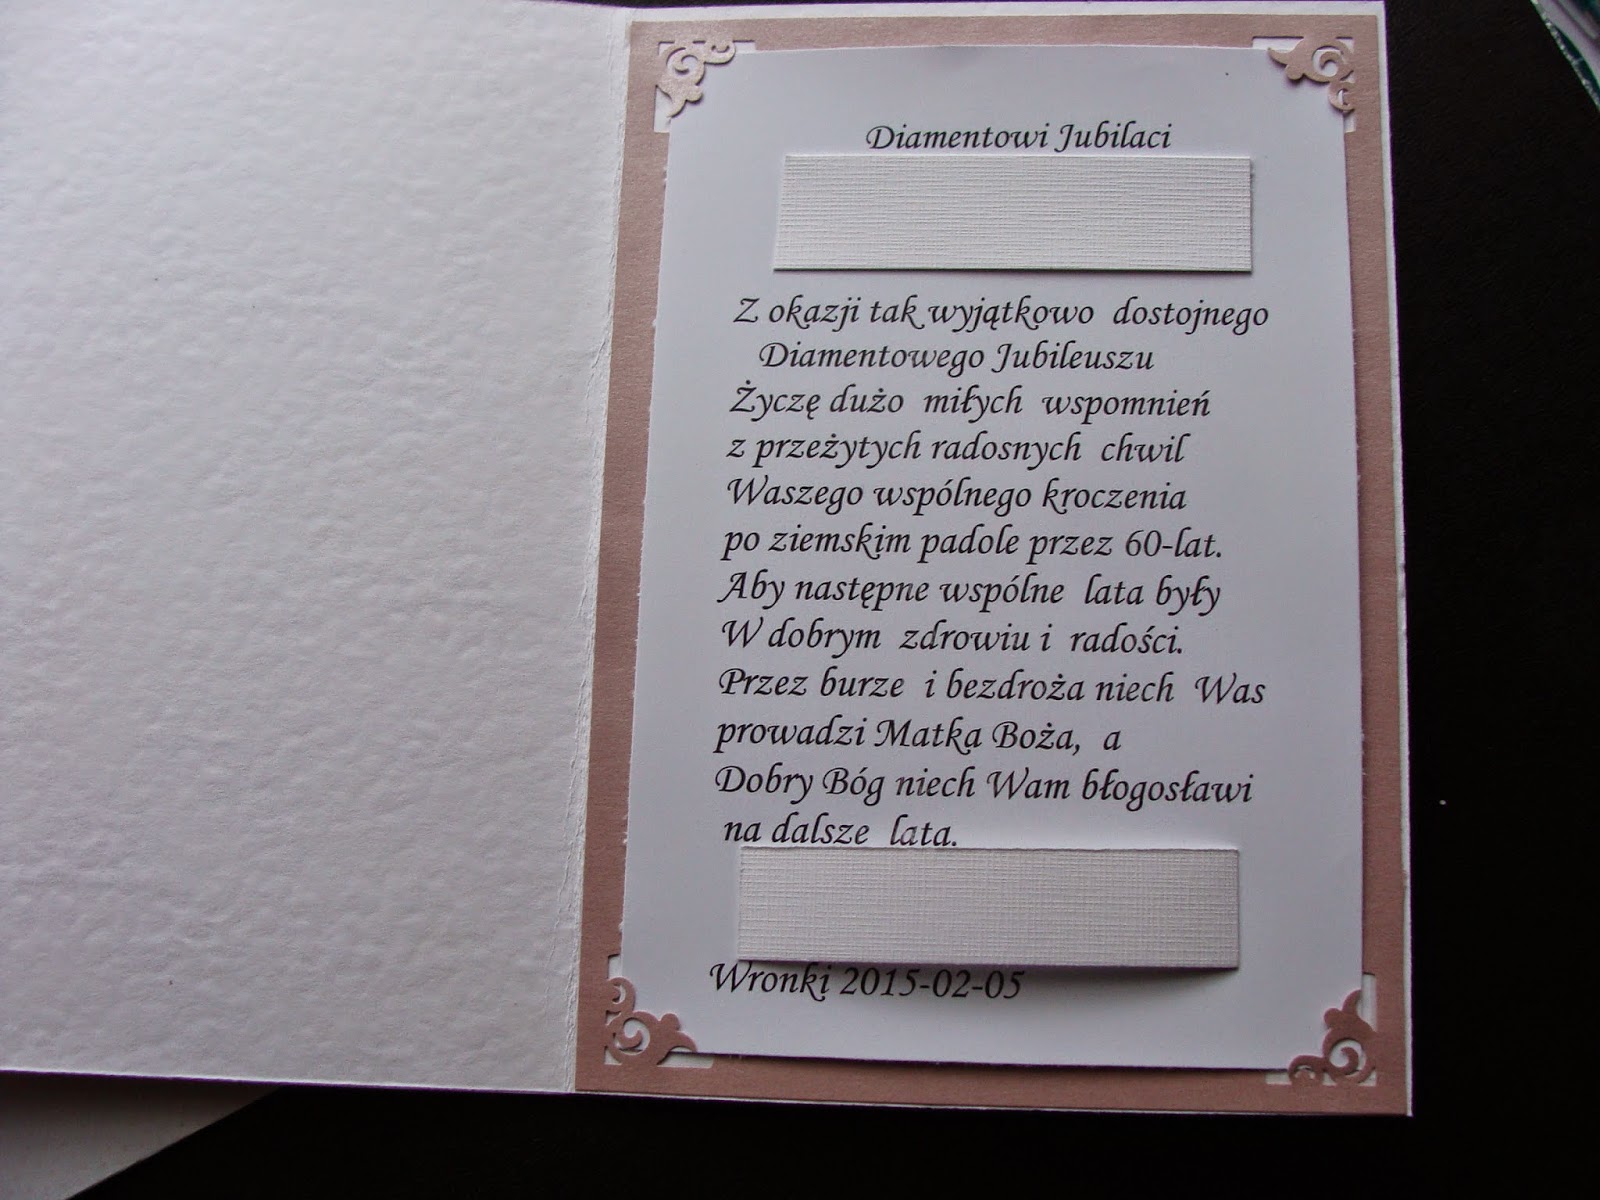 Diamentowi Jubilaci
Z okazji tak wyjątkowo dostojnego
Diamentowego Jubileuszu
Życzę dużo miłych wspomnień
z przeżytych radosnych chwil
Waszego wspólnego kroczenia
po ziemskim padole przez 60-lat.
Aby następne wspólne lata były
W dobrym zdrowiu i radości.
Przez burze i bezdroża niech Was
prowadzi Matka Boża, a
Dobry Bóg niech Wam błogosławi
na dalsze lata.
Wronki 2015-02-05